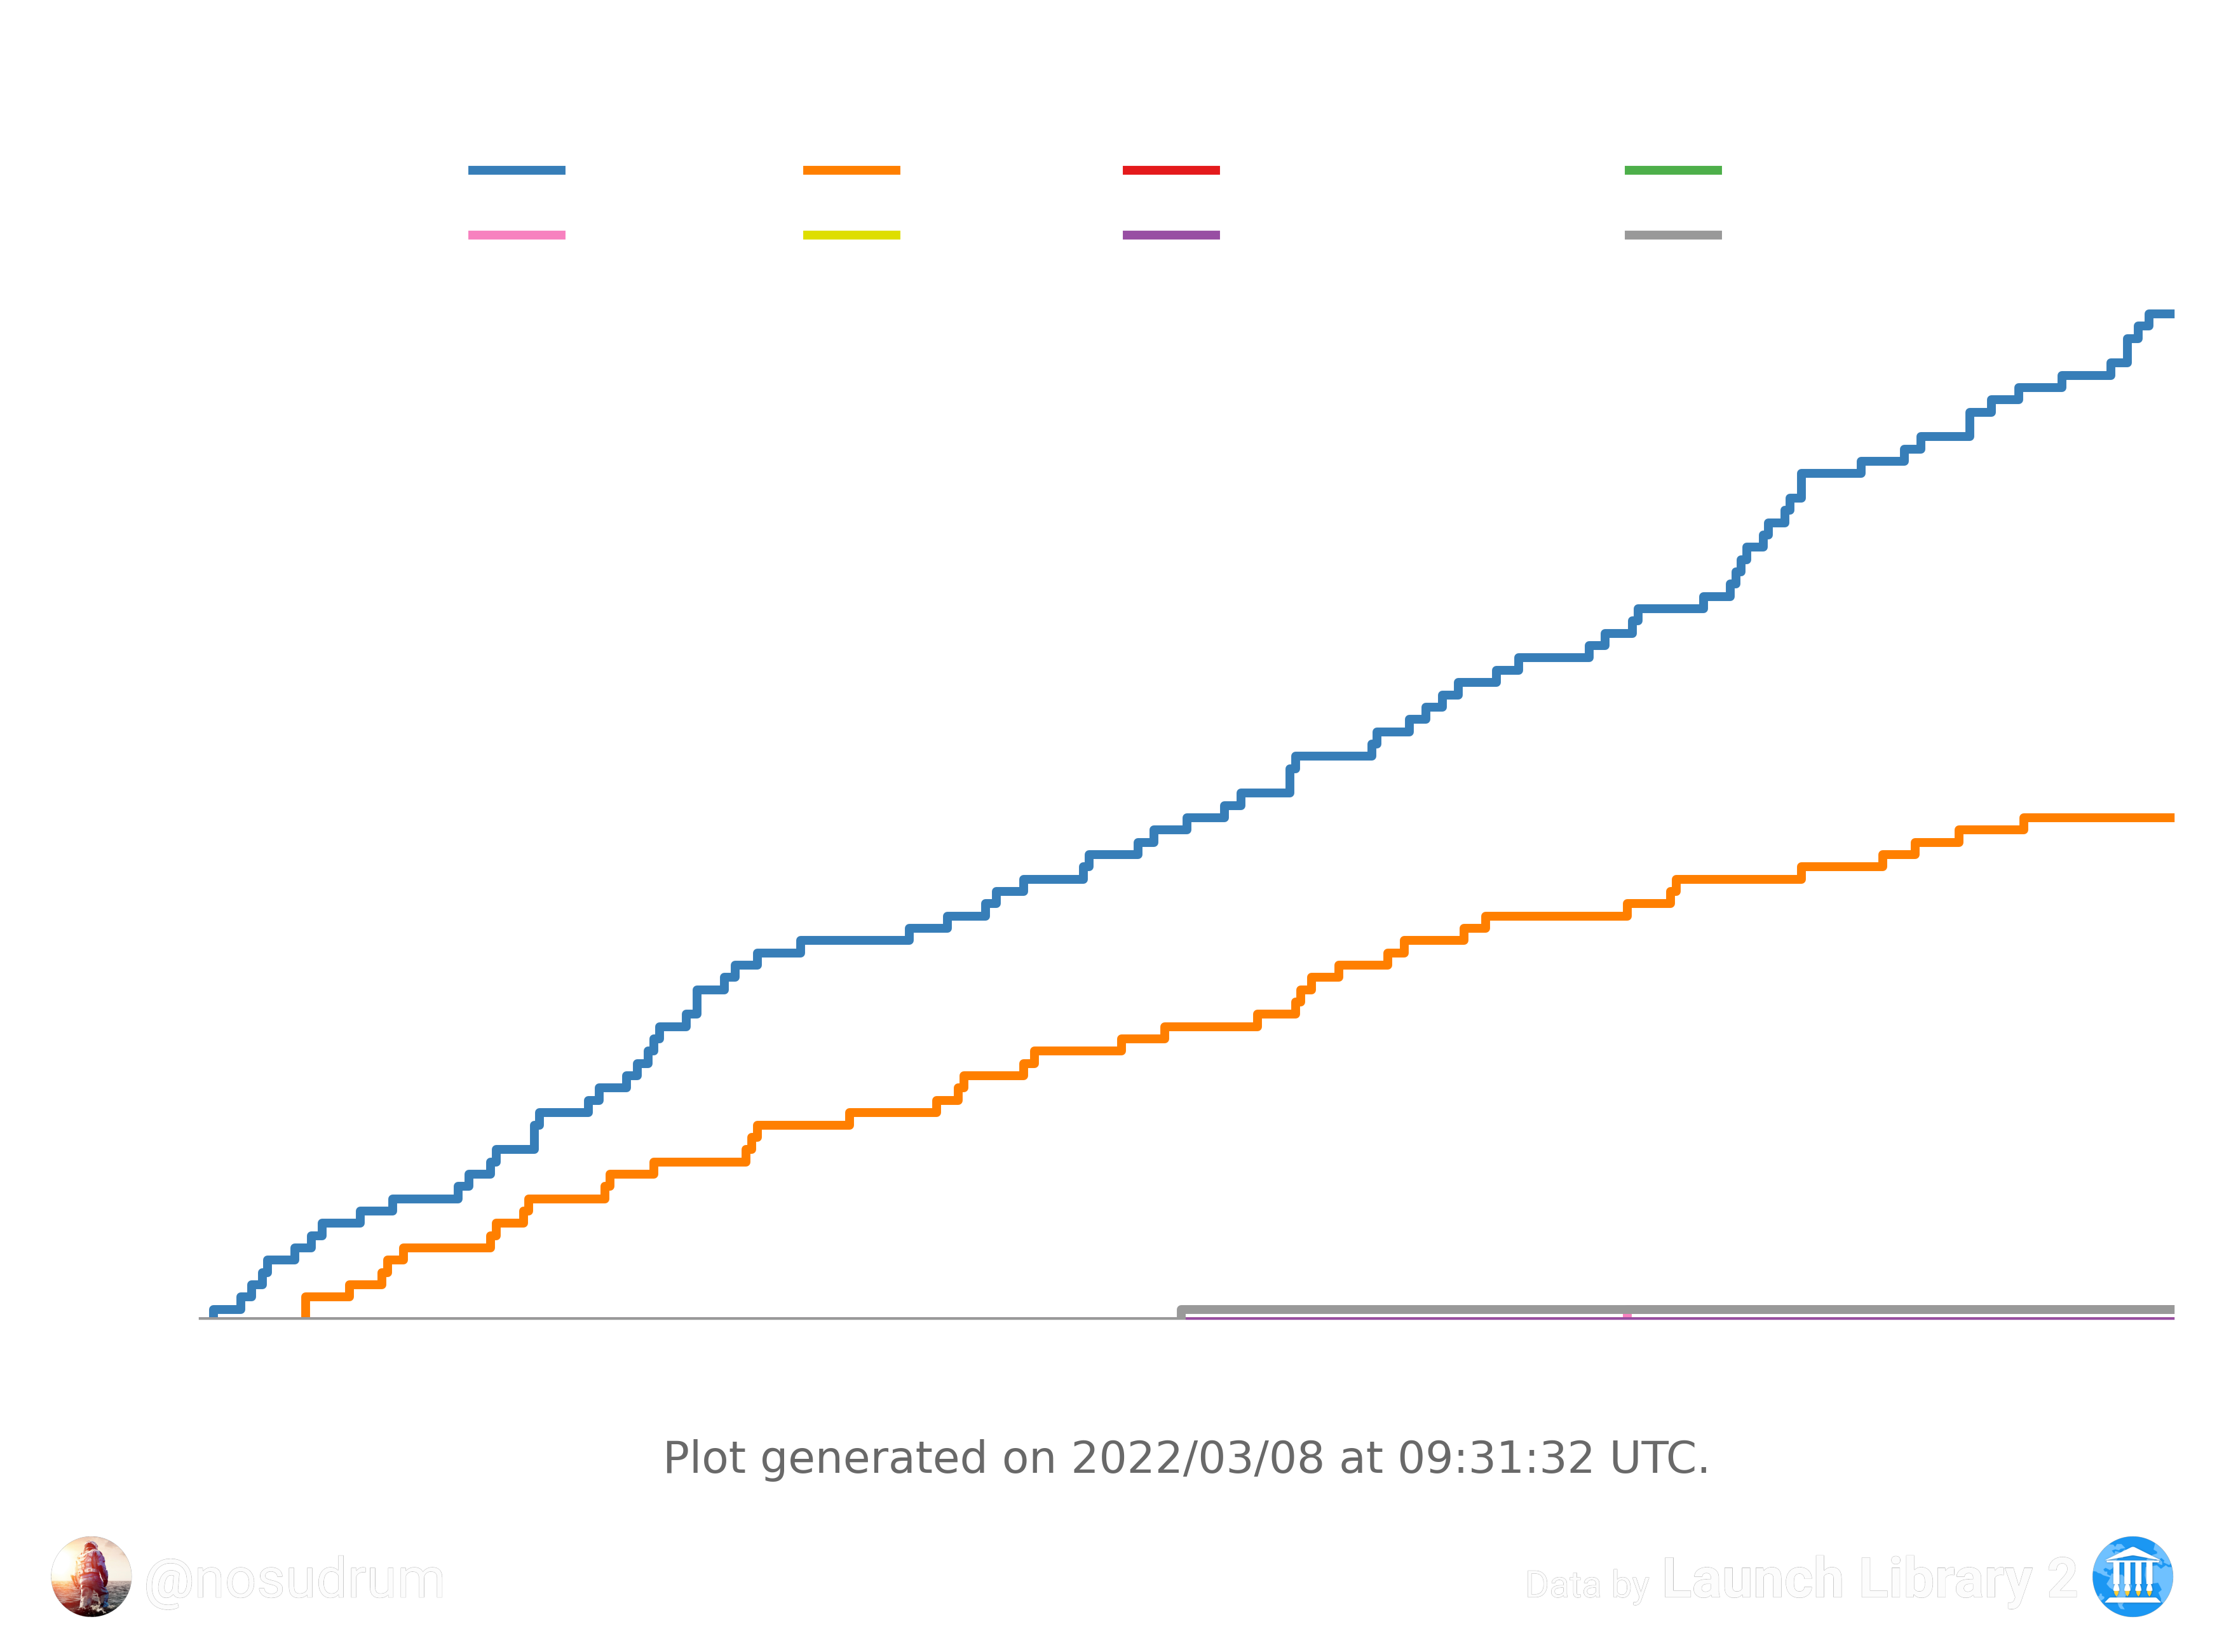 Plot generated on 2022/03/08 at 09:31:32 UTC.
@nosudrum
Data by Launch Library 2